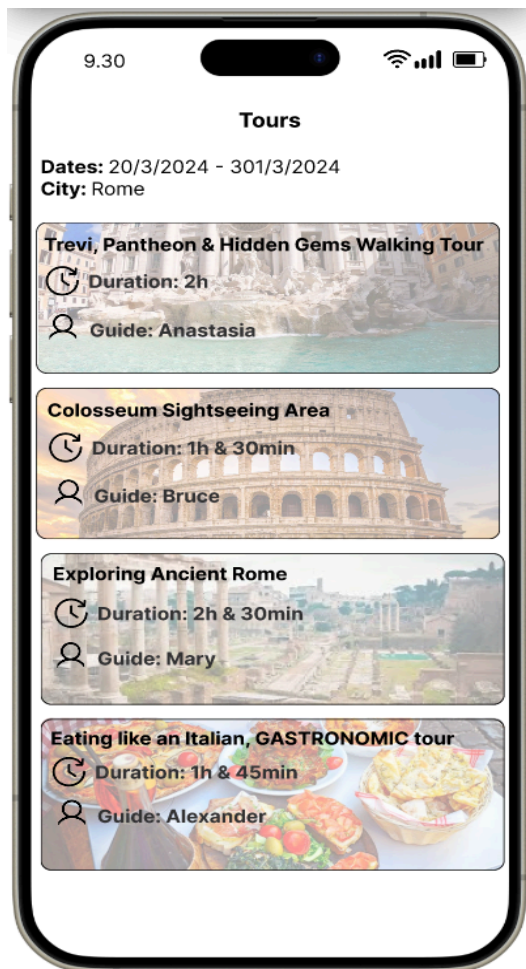 9.30
Tours
Dates: 20/3/2024 - 301/3/2024
City: Rome
Trevi, Pantheon & Hidden Gems Walking Tour
Duration: 2h
Guide: Anastasia
Colosseum Sightseeing Area
Duration: 1h & 30min
Guide: Bruce
Exploring Ancient Rome
Duration: 2h & 30min
Guide: Mary
Eating like an Italian, GASTRONOMIC tour
Duration: 1h & 45min
Guide: Alexander